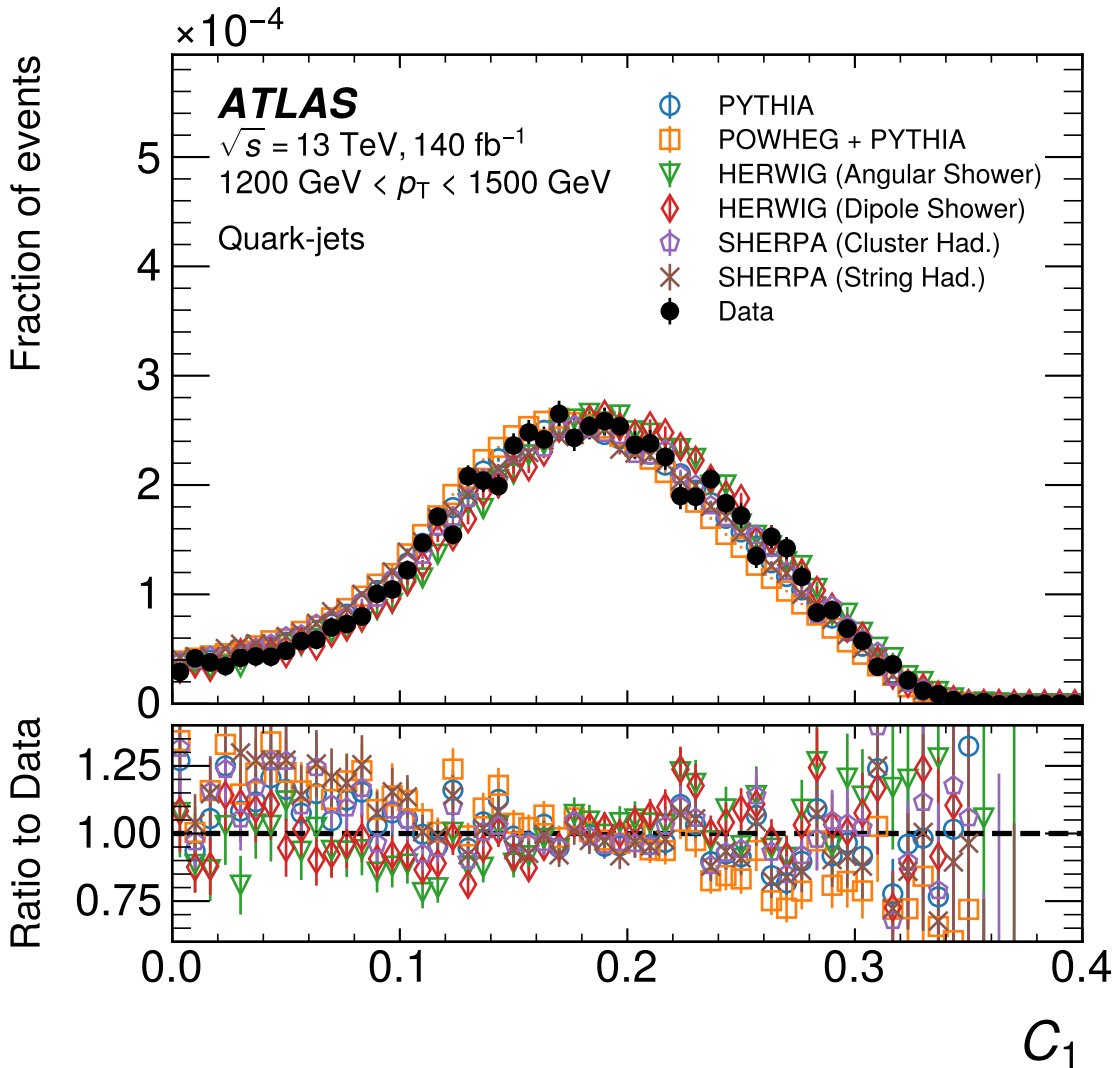 ×10⁻⁴
Fraction of events
5
4
3
2
1
0
ATLAS
√s = 13 TeV, 140 fb⁻¹
1200 GeV < p_T < 1500 GeV
Quark-jets
PYTHIA
POWHEG + PYTHIA
HERWIG (Angular Shower)
HERWIG (Dipole Shower)
SHERPA (Cluster Had.)
SHERPA (String Had.)
Data
Ratio to Data
1.25
1.00
0.75
0.0 0.1 0.2 0.3 0.4
C₁